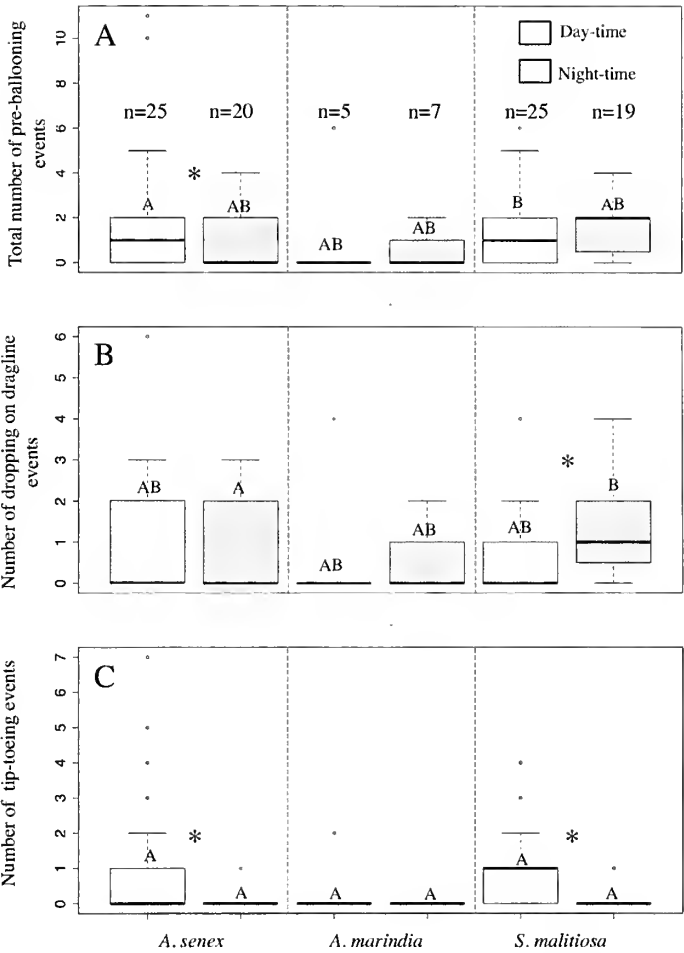 A
Day-time
Night-time
n=25 n=20 n=5 n=7 n=25 n=19
*
A AB AB AB B AB
0 2 4 6 8 10
Total number of pre-ballooning
events
B
*
AB A AB AB AB B
0 1 2 3 4 5 6
Number of dropping on dragline
events
C
* *
A A A A A A
0 1 2 3 4 5 6 7
Number of tip-toeing events
A. senex A. marindia S. malitiosa